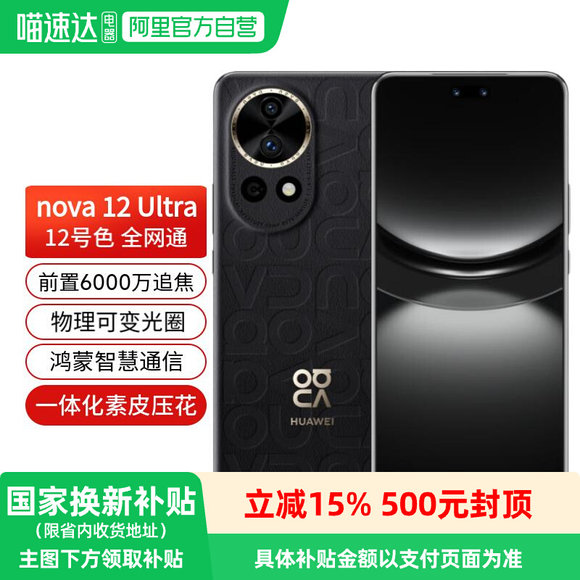 喵速达电器 阿里官方自营
nova 12 Ultra
12号色 全网通
前置6000万追焦
物理可变光圈
鸿蒙智慧通信
一体化素皮压花
HUAWEI
国家换新补贴
(限省内收货地址)
主图下方领取补贴
立减15% 500元封顶
具体补贴金额以支付页面为准